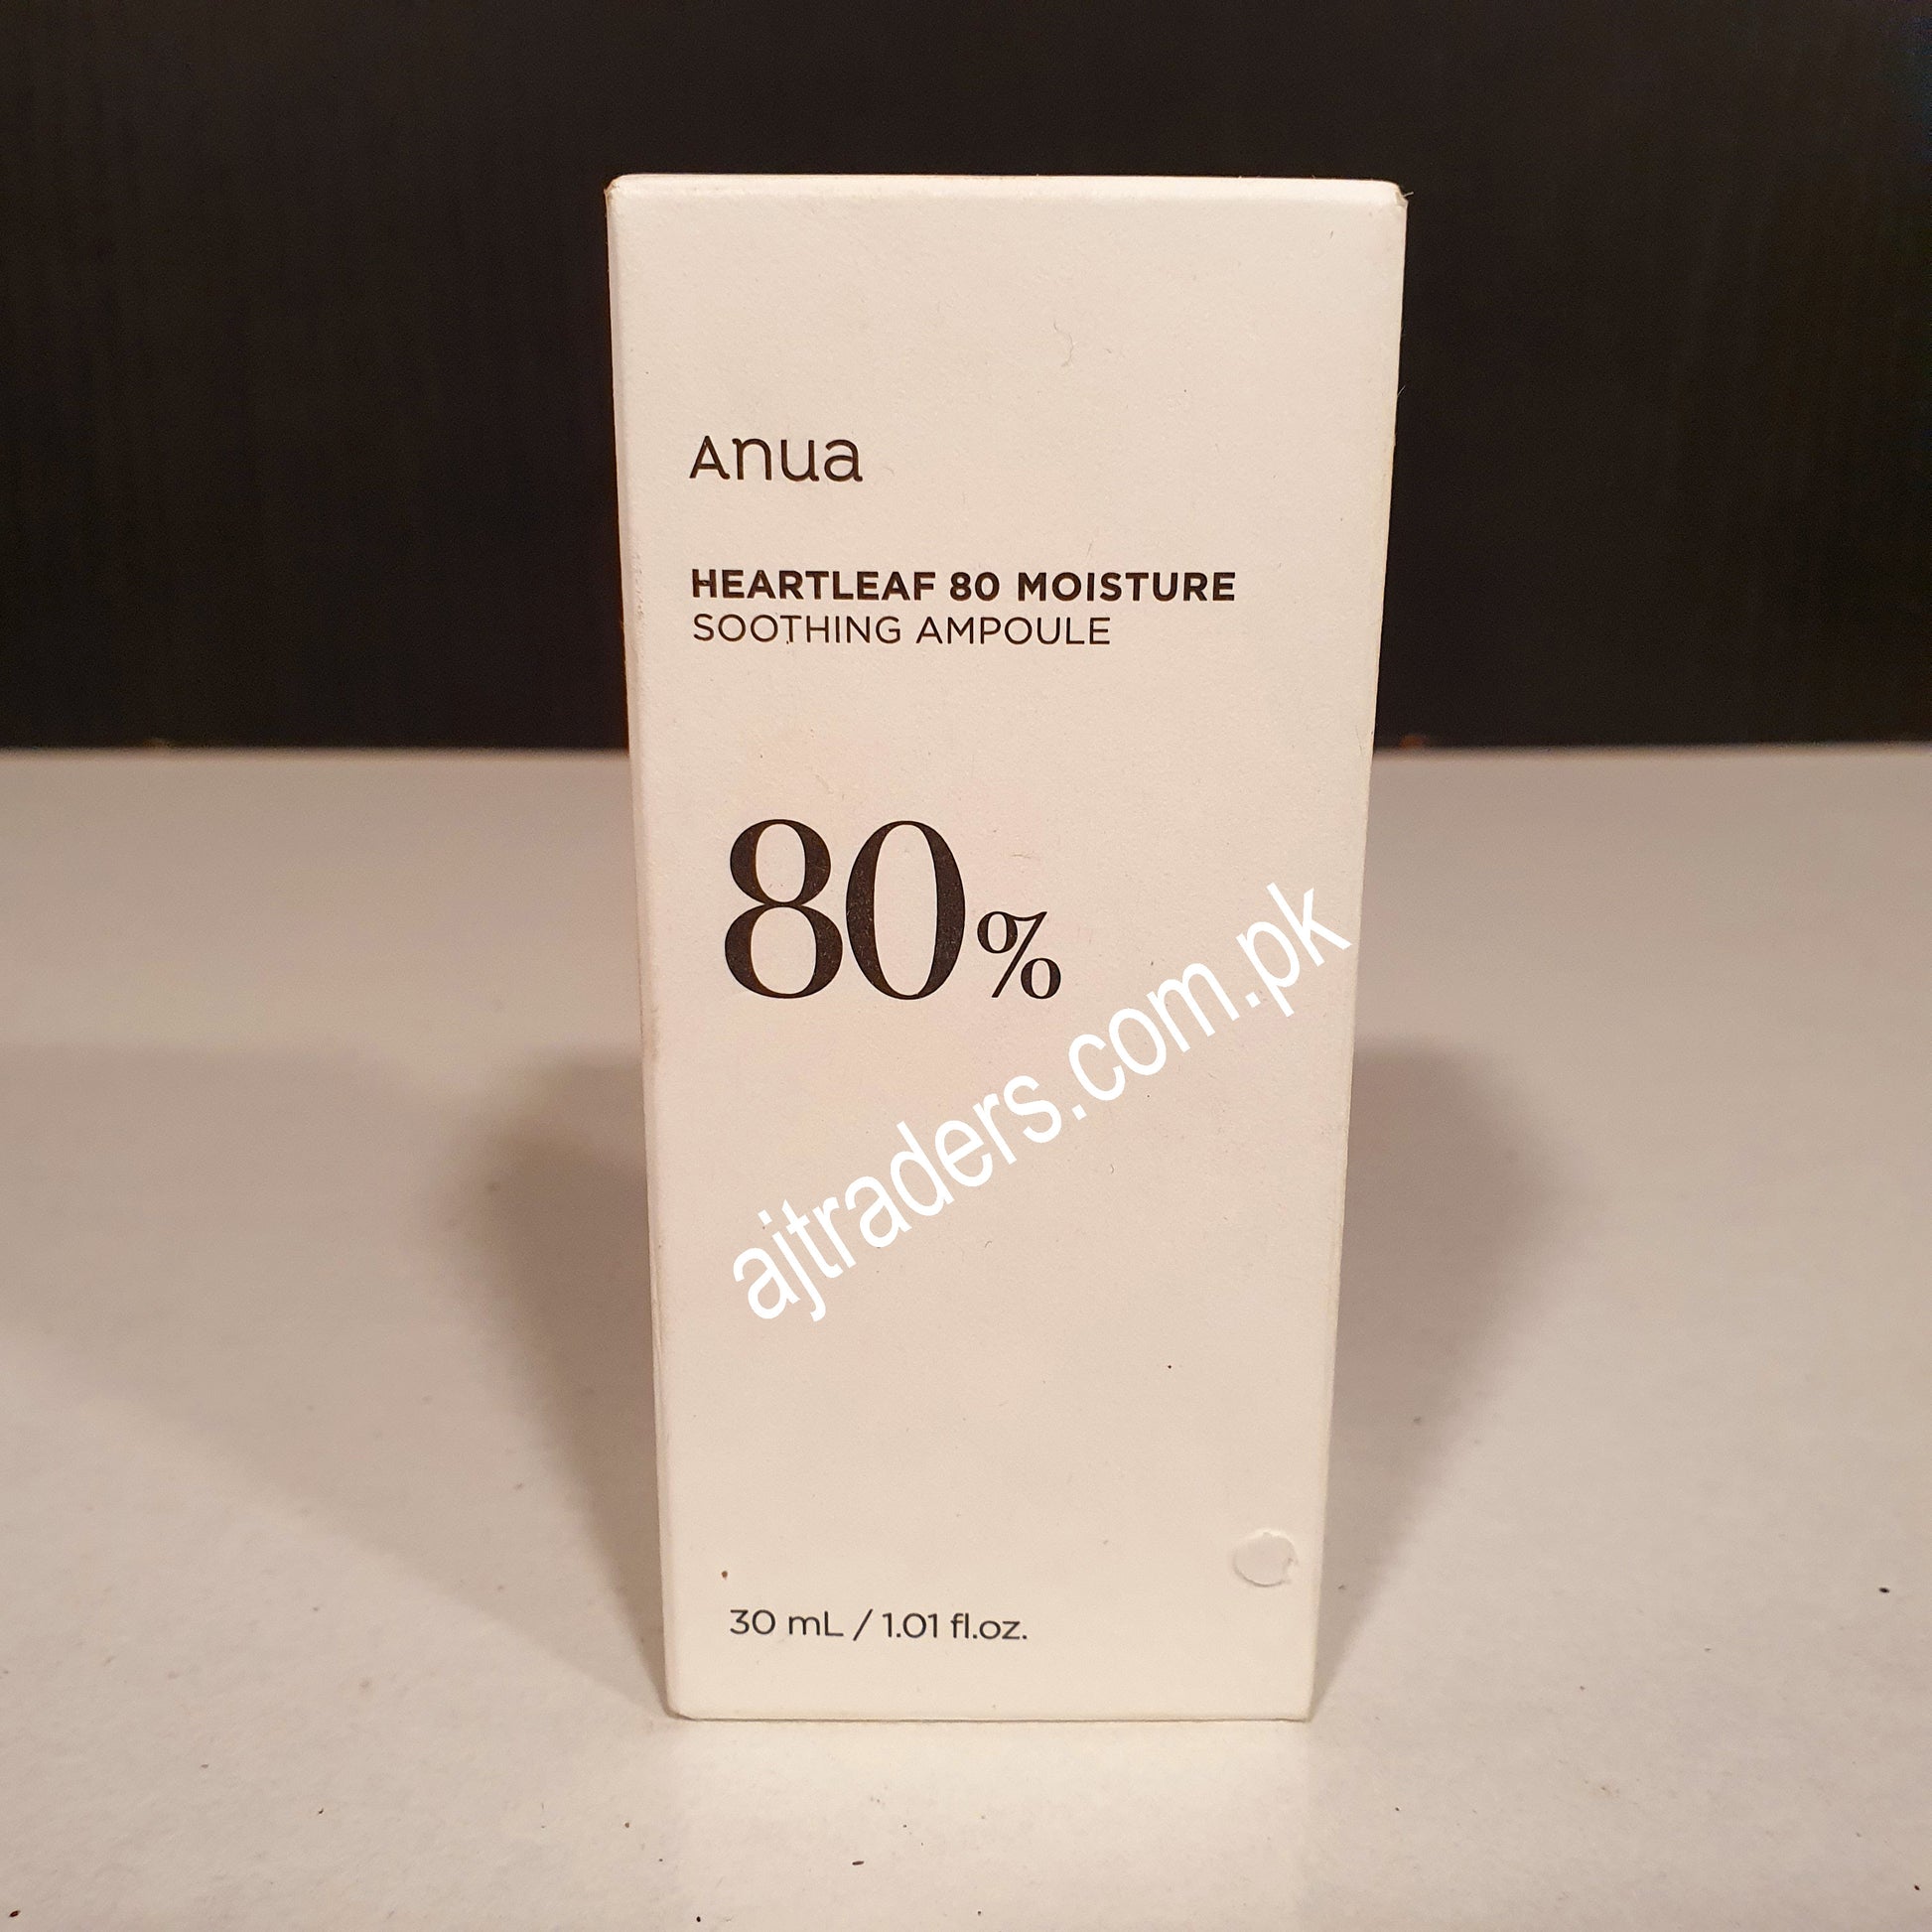 Anua
HEARTLEAF 80 MOISTURE
SOOTHING AMPOULE
80%
ajtraders.com.pk
30 mL / 1.01 fl.oz.